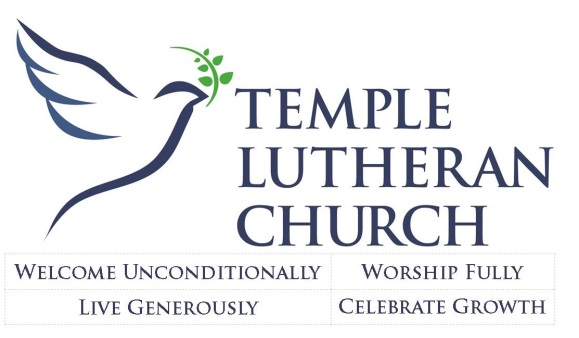 TEMPLE
LUTHERAN
CHURCH
WELCOME UNCONDITIONALLY WORSHIP FULLY
LIVE GENEROUSLY CELEBRATE GROWTH